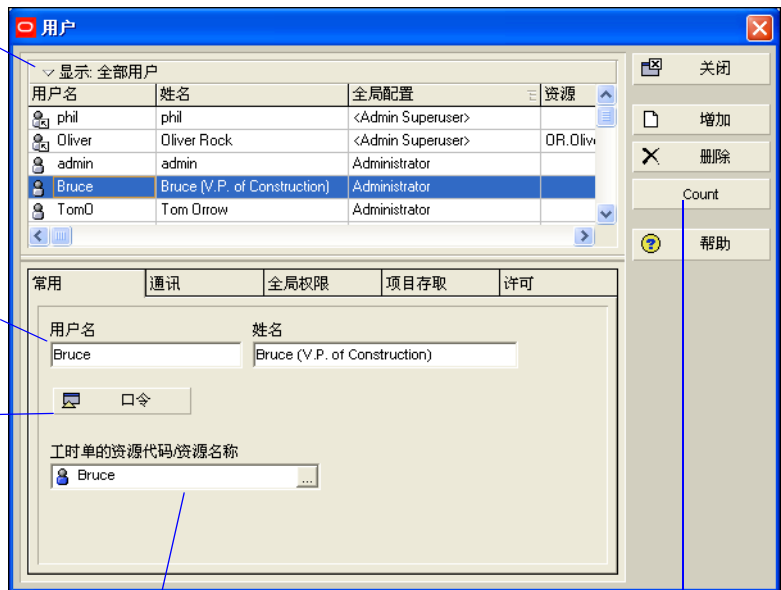 用户
显示: 全部用户
用户名 姓名 全局配置 资源
phil phil <Admin Superuser>
Oliver Oliver Rock <Admin Superuser> OR.Oliv
admin admin Administrator
Bruce Bruce (V.P. of Construction) Administrator
TomO Tom Orrow Administrator
关闭
增加
删除
Count
帮助
常用 通讯 全局权限 项目存取 许可
用户名 姓名
Bruce Bruce (V.P. of Construction)
口令
工时单的资源代码/资源名称
Bruce ...